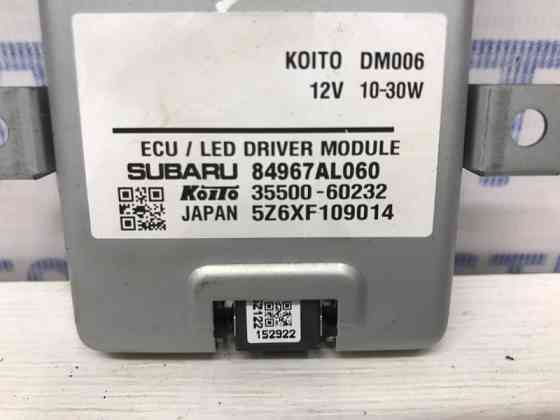 KOITO DM006
12V 10-30W
ECU / LED DRIVER MODULE
SUBARU 84967AL060
KOITO 35500-60232
JAPAN 5Z6XF109014
152922